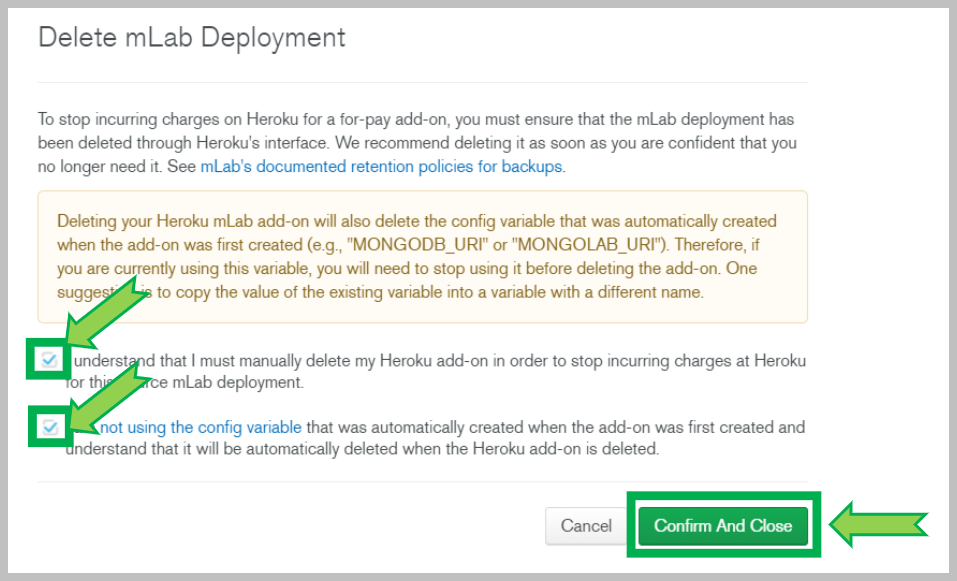 Delete mLab Deployment
To stop incurring charges on Heroku for a for-pay add-on, you must ensure that the mLab deployment has
been deleted through Heroku's interface. We recommend deleting it as soon as you are confident that you
no longer need it. See mLab's documented retention policies for backups.
Deleting your Heroku mLab add-on will also delete the config variable that was automatically created
when the add-on was first created (e.g., "MONGODB_URI" or "MONGOLAB_URI"). Therefore, if
you are currently using this variable, you will need to stop using it before deleting the add-on. One
suggestion is to copy the value of the existing variable into a variable with a different name.
I understand that I must manually delete my Heroku add-on in order to stop incurring charges at Heroku
for this source mLab deployment.
not using the config variable that was automatically created when the add-on was first created and
understand that it will be automatically deleted when the Heroku add-on is deleted.
Cancel
Confirm And Close